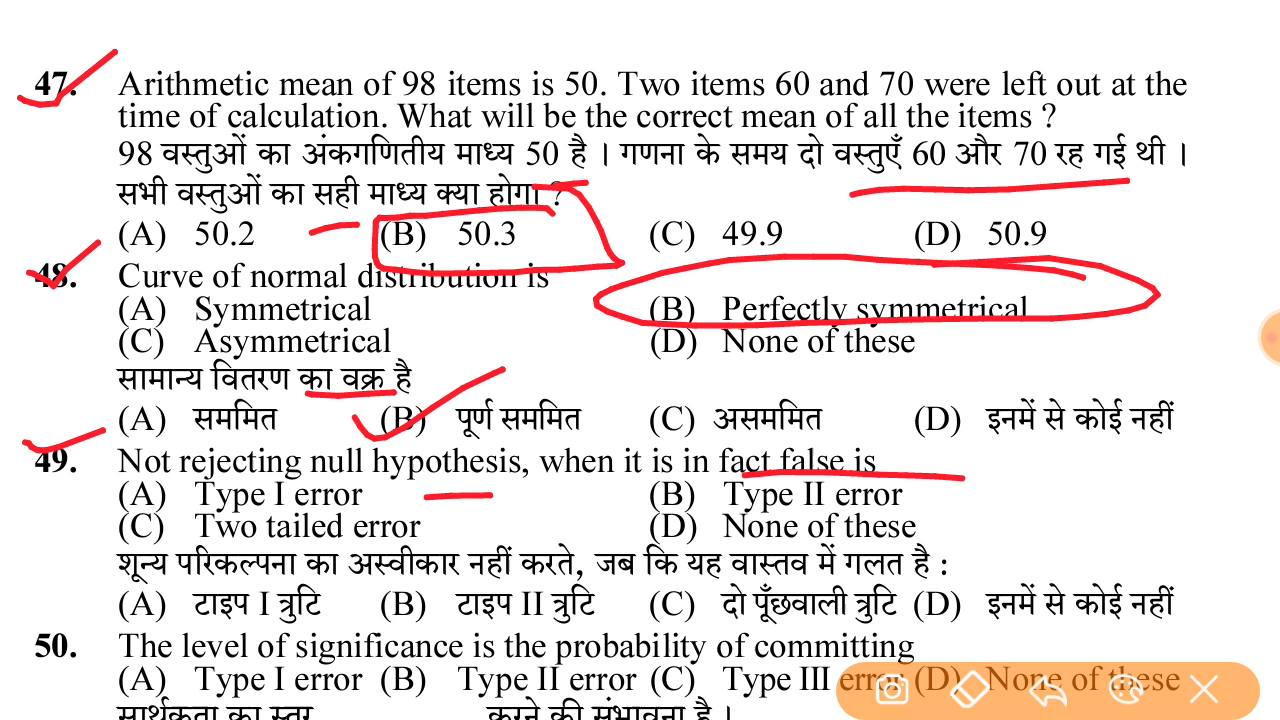 47. Arithmetic mean of 98 items is 50. Two items 60 and 70 were left out at the
time of calculation. What will be the correct mean of all the items ?
98 वस्तुओं का अंकगणितीय माध्य 50 है । गणना के समय दो वस्तुएँ 60 और 70 रह गई थी ।
सभी वस्तुओं का सही माध्य क्या होगा ?
(A) 50.2 (B) 50.3 (C) 49.9 (D) 50.9
48. Curve of normal distribution is
(A) Symmetrical (B) Perfectly symmetrical
(C) Asymmetrical (D) None of these
सामान्य वितरण का वक्र है
(A) सममित (B) पूर्ण सममित (C) असममित (D) इनमें से कोई नहीं
49. Not rejecting null hypothesis, when it is in fact false is
(A) Type I error (B) Type II error
(C) Two tailed error (D) None of these
शून्य परिकल्पना का अस्वीकार नहीं करते, जब कि यह वास्तव में गलत है :
(A) टाइप I त्रुटि (B) टाइप II त्रुटि (C) दो पूँछवाली त्रुटि (D) इनमें से कोई नहीं
50. The level of significance is the probability of committing
(A) Type I error (B) Type II error (C) Type III error (D) None of these
सार्थकता का स्तर करने की संभावना है ।